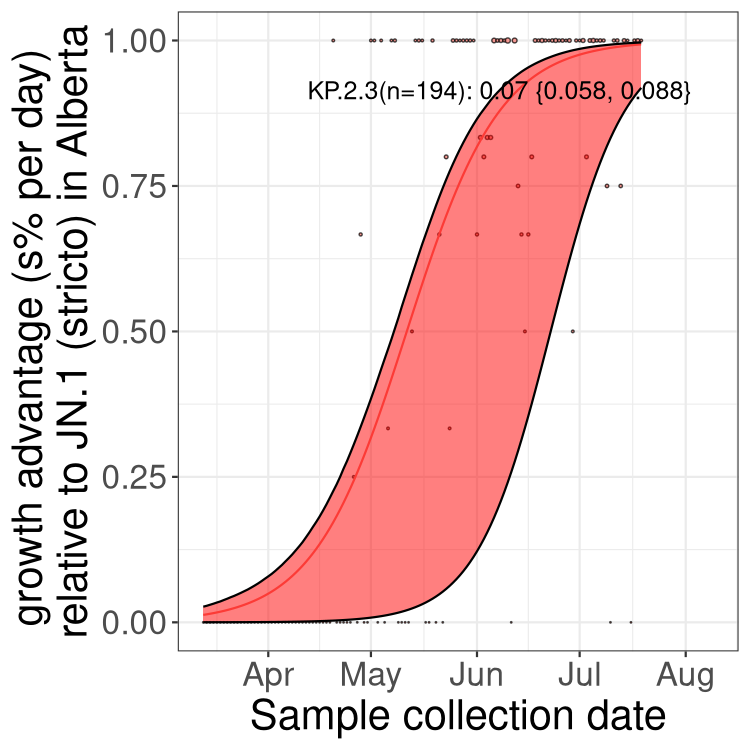 growth advantage (s% per day)
relative to JN.1 (stricto) in Alberta
1.00
0.75
0.50
0.25
0.00
KP.2.3(n=194): 0.07 {0.058, 0.088}
Apr May Jun Jul Aug
Sample collection date